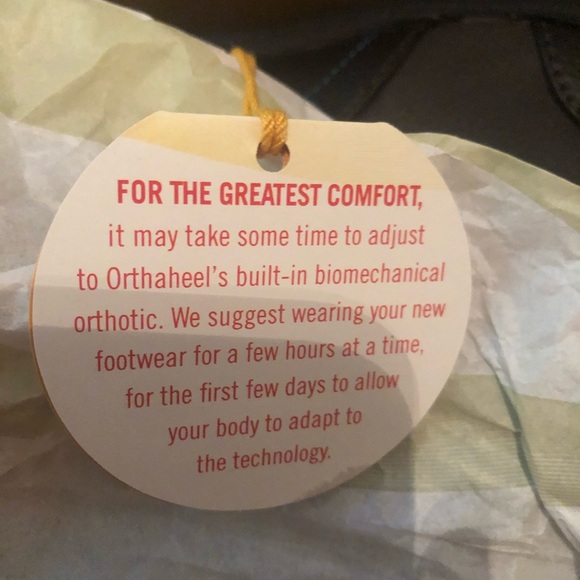 FOR THE GREATEST COMFORT,
it may take some time to adjust
to Orthaheel's built-in biomechanical
orthotic. We suggest wearing your new
footwear for a few hours at a time,
for the first few days to allow
your body to adapt to
the technology.